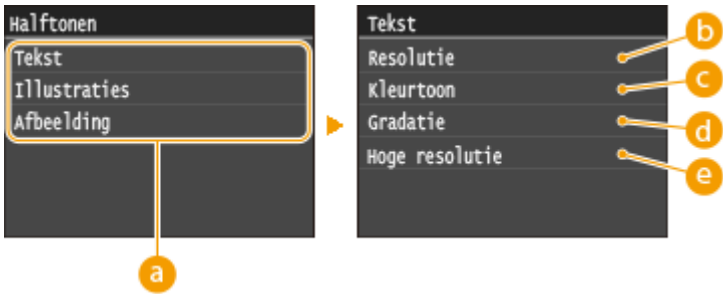 Halftonen
Tekst
Illustraties
Afbeelding
a
Tekst
Resolutie
Kleurtoon
Gradatie
Hoge resolutie
b
c
d
e